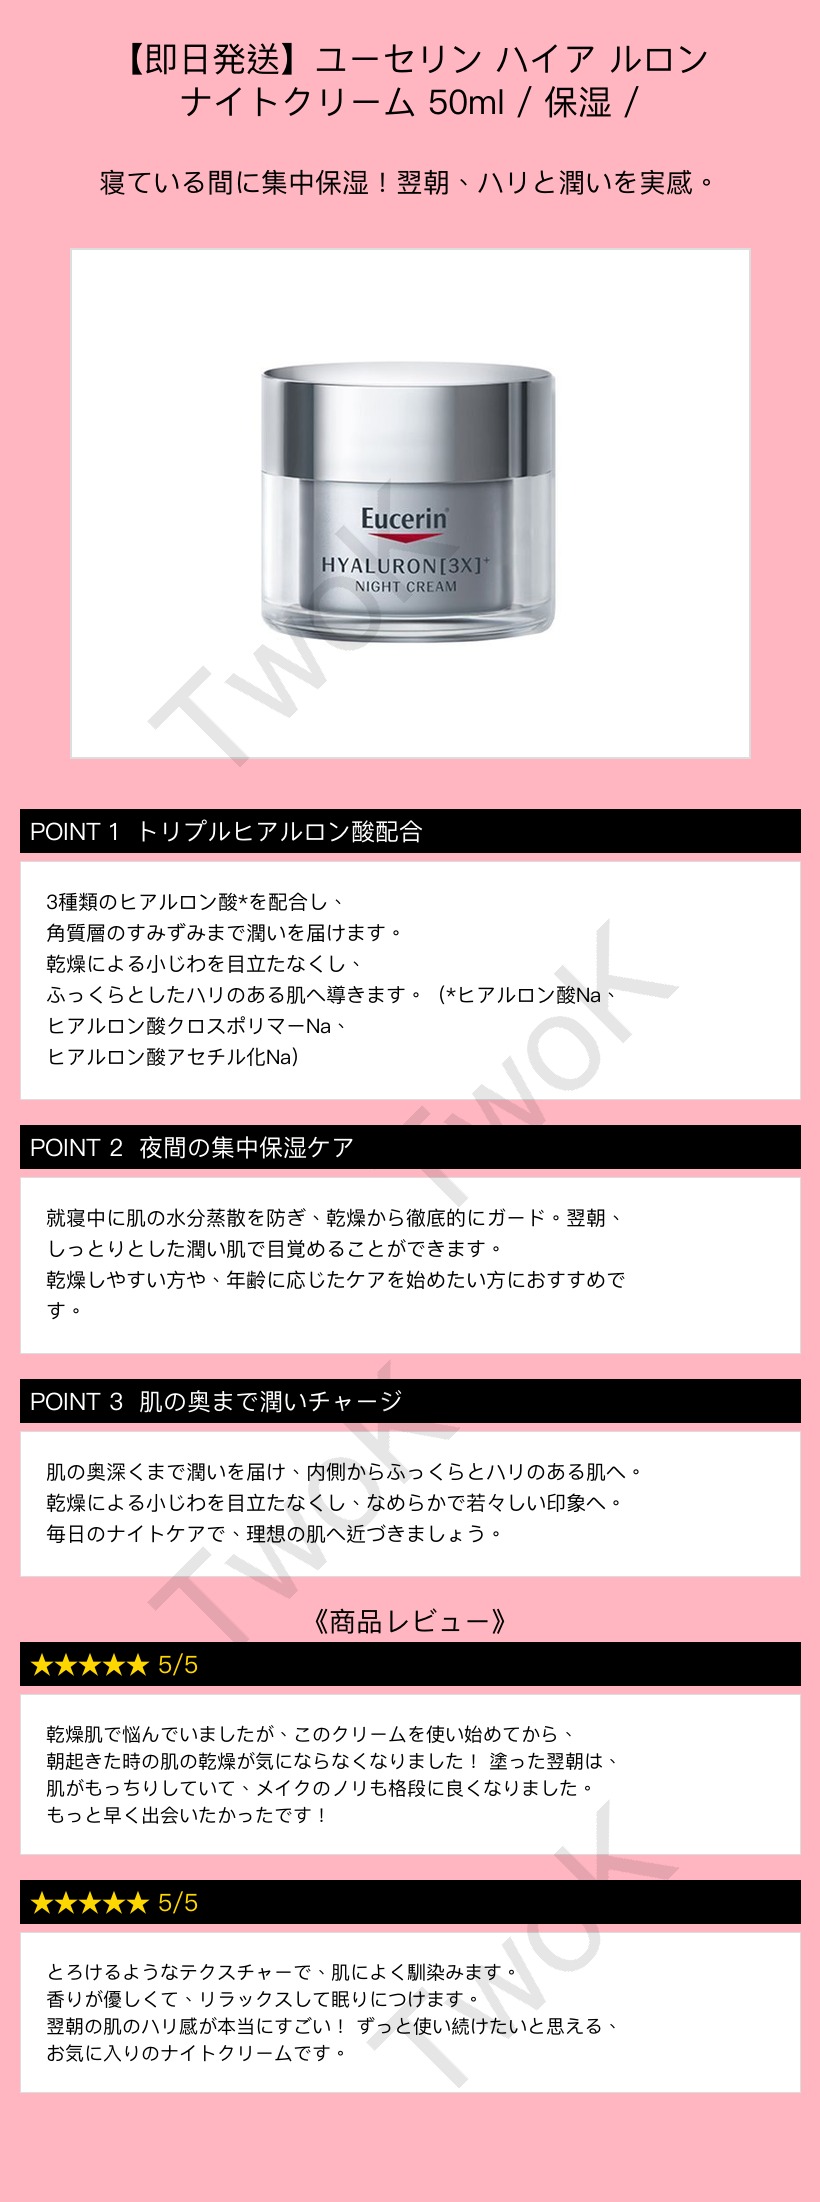 【即日発送】ユーセリン ハイア ルロン
ナイトクリーム 50ml / 保湿 /
寝ている間に集中保湿！翌朝、ハリと潤いを実感。
Eucerin
HYALURON[3X]+
NIGHT CREAM
TwoK
POINT 1 トリプルヒアルロン酸配合
3種類のヒアルロン酸*を配合し、
角質層のすみずみまで潤いを届けます。
乾燥による小じわを目立たなくし、
ふっくらとしたハリのある肌へ導きます。（*ヒアルロン酸Na、
ヒアルロン酸クロスポリマーNa、
ヒアルロン酸アセチル化Na）
TwoK
POINT 2 夜間の集中保湿ケア
就寝中に肌の水分蒸散を防ぎ、乾燥から徹底的にガード。翌朝、
しっとりとした潤い肌で目覚めることができます。
乾燥しやすい方や、年齢に応じたケアを始めたい方におすすめで
す。
POINT 3 肌の奥まで潤いチャージ
肌の奥深くまで潤いを届け、内側からふっくらとハリのある肌へ。
乾燥による小じわを目立たなくし、なめらかで若々しい印象へ。
毎日のナイトケアで、理想の肌へ近づきましょう。
TwoK
《商品レビュー》
★★★★★ 5/5
乾燥肌で悩んでいましたが、このクリームを使い始めてから、
朝起きた時の肌の乾燥が気にならなくなりました！ 塗った翌朝は、
肌がもっちりしていて、メイクのノリも格段に良くなりました。
もっと早く出会いたかったです！
★★★★★ 5/5
とろけるようなテクスチャーで、肌によく馴染みます。
香りが優しくて、リラックスして眠りにつけます。
翌朝の肌のハリ感が本当にすごい！ ずっと使い続けたいと思える、
お気に入りのナイトクリームです。
TwoK